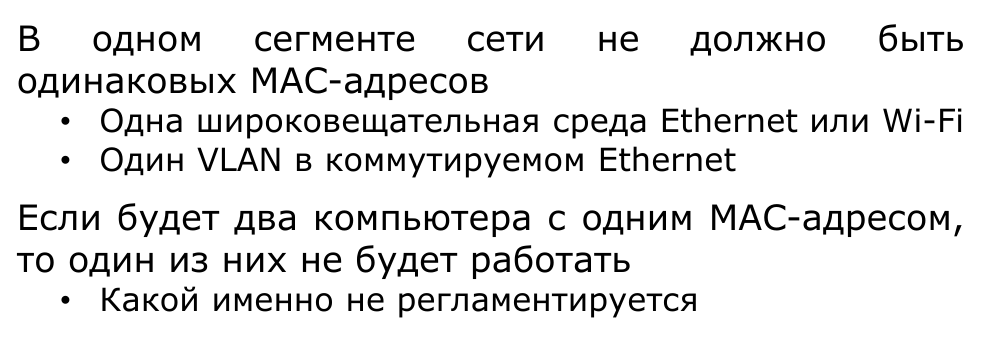 В одном сегменте сети не должно быть
одинаковых MAC-адресов
• Одна широковещательная среда Ethernet или Wi-Fi
• Один VLAN в коммутируемом Ethernet
Если будет два компьютера с одним MAC-адресом,
то один из них не будет работать
• Какой именно не регламентируется